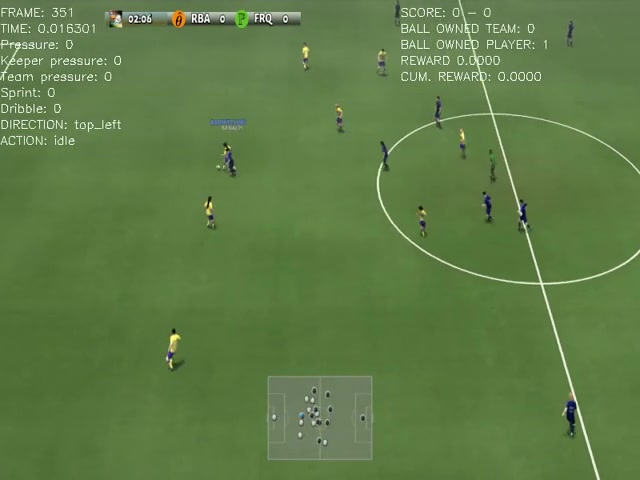 FRAME: 351
TIME: 0.016301
Pressure: 0
Keeper pressure: 0
Team pressure: 0
Sprint: 0
Dribble: 0
DIRECTION: top_left
ACTION: idle
02:06 RBA 0 FRQ 0
SCORE: 0 - 0
BALL OWNED TEAM: 0
BALL OWNED PLAYER: 1
REWARD 0.0000
CUM. REWARD: 0.0000